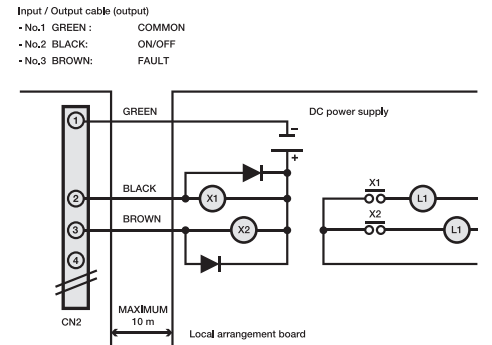 Input / Output cable (output)
- No.1 GREEN : COMMON
- No.2 BLACK: ON/OFF
- No.3 BROWN: FAULT
GREEN
DC power supply
1
-
+
X1
BLACK
2
X1
L1
X2
BROWN
3
X2
L1
4
MAXIMUM
10 m
CN2
Local arrangement board